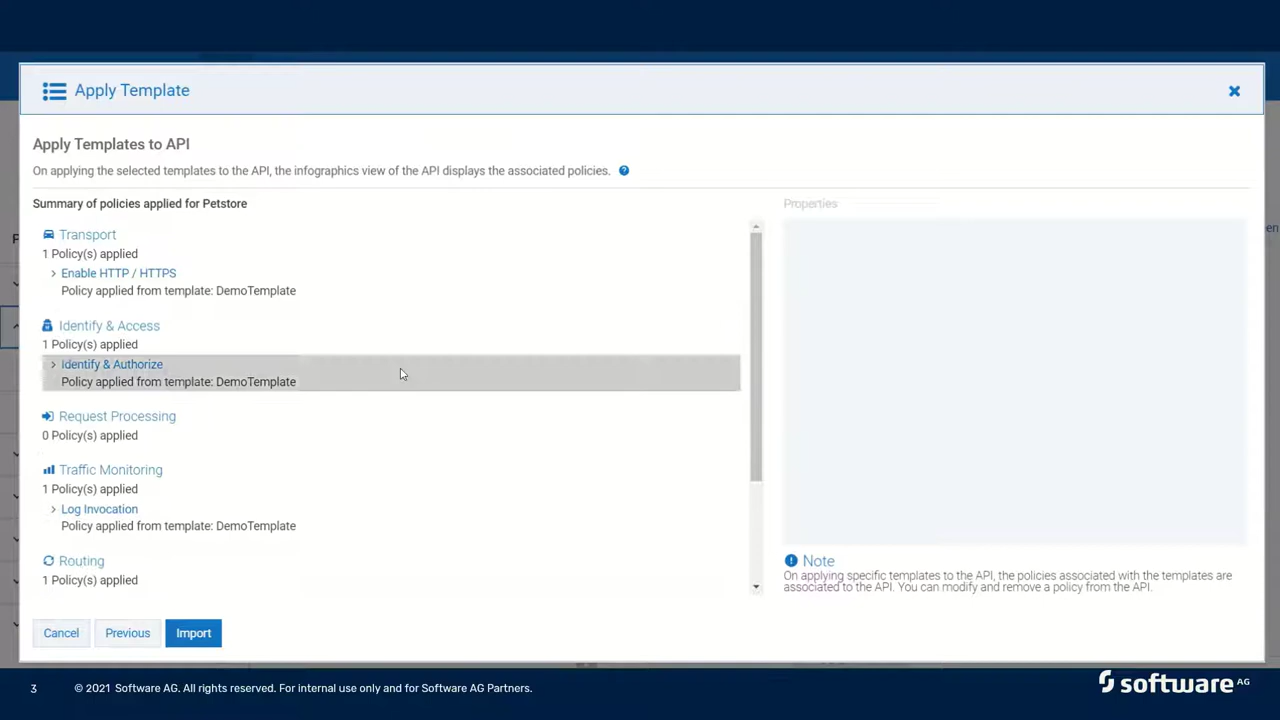 Apply Template
Apply Templates to API
On applying the selected templates to the API, the infographics view of the API displays the associated policies.
Summary of policies applied for Petstore
Properties
Transport
1 Policy(s) applied
Enable HTTP / HTTPS
Policy applied from template: DemoTemplate
Identify & Access
1 Policy(s) applied
Identify & Authorize
Policy applied from template: DemoTemplate
Request Processing
0 Policy(s) applied
Traffic Monitoring
1 Policy(s) applied
Log Invocation
Policy applied from template: DemoTemplate
Routing
1 Policy(s) applied
Note
On applying specific templates to the API, the policies associated with the templates are
associated to the API. You can modify and remove a policy from the API.
Cancel
Previous
Import
3
© 2021 Software AG. All rights reserved. For internal use only and for Software AG Partners.
software AG